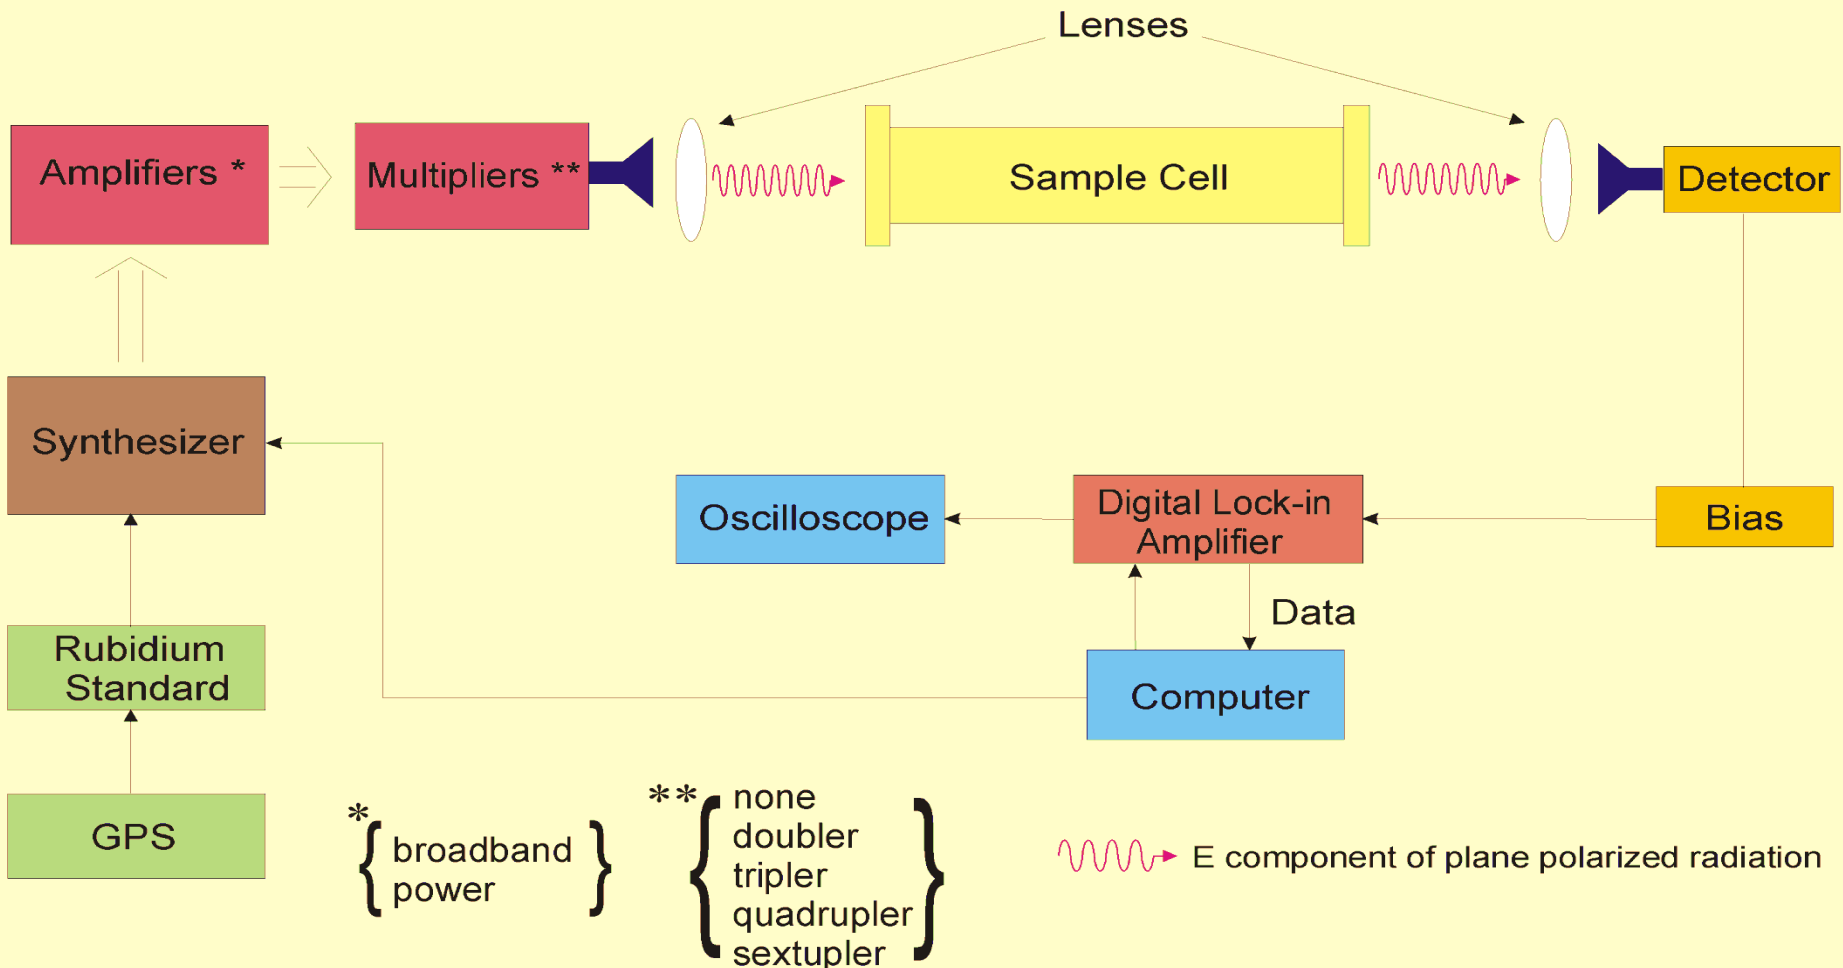 Lenses
Amplifiers *
Multipliers **
Sample Cell
Detector
Synthesizer
Oscilloscope
Digital Lock-in
Amplifier
Bias
Data
Rubidium
Standard
Computer
GPS
*
broadband
power
**
none
doubler
tripler
quadrupler
sextupler
E component of plane polarized radiation